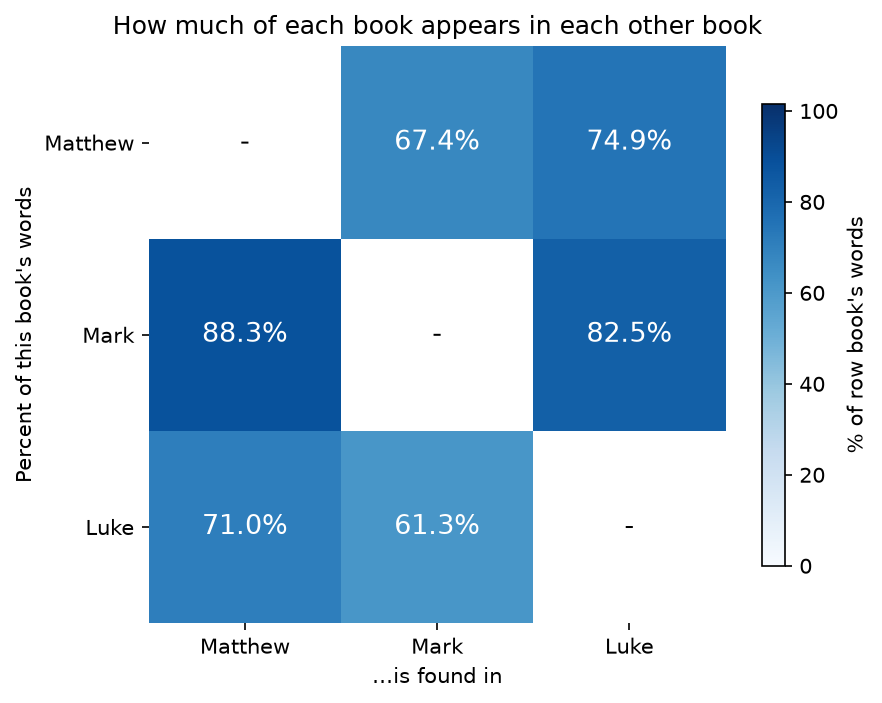 How much of each book appears in each other book
Percent of this book's words
Matthew
-
67.4%
74.9%
Mark
88.3%
-
82.5%
Luke
71.0%
61.3%
-
Matthew
Mark
Luke
...is found in
100
80
60
40
20
0
% of row book's words